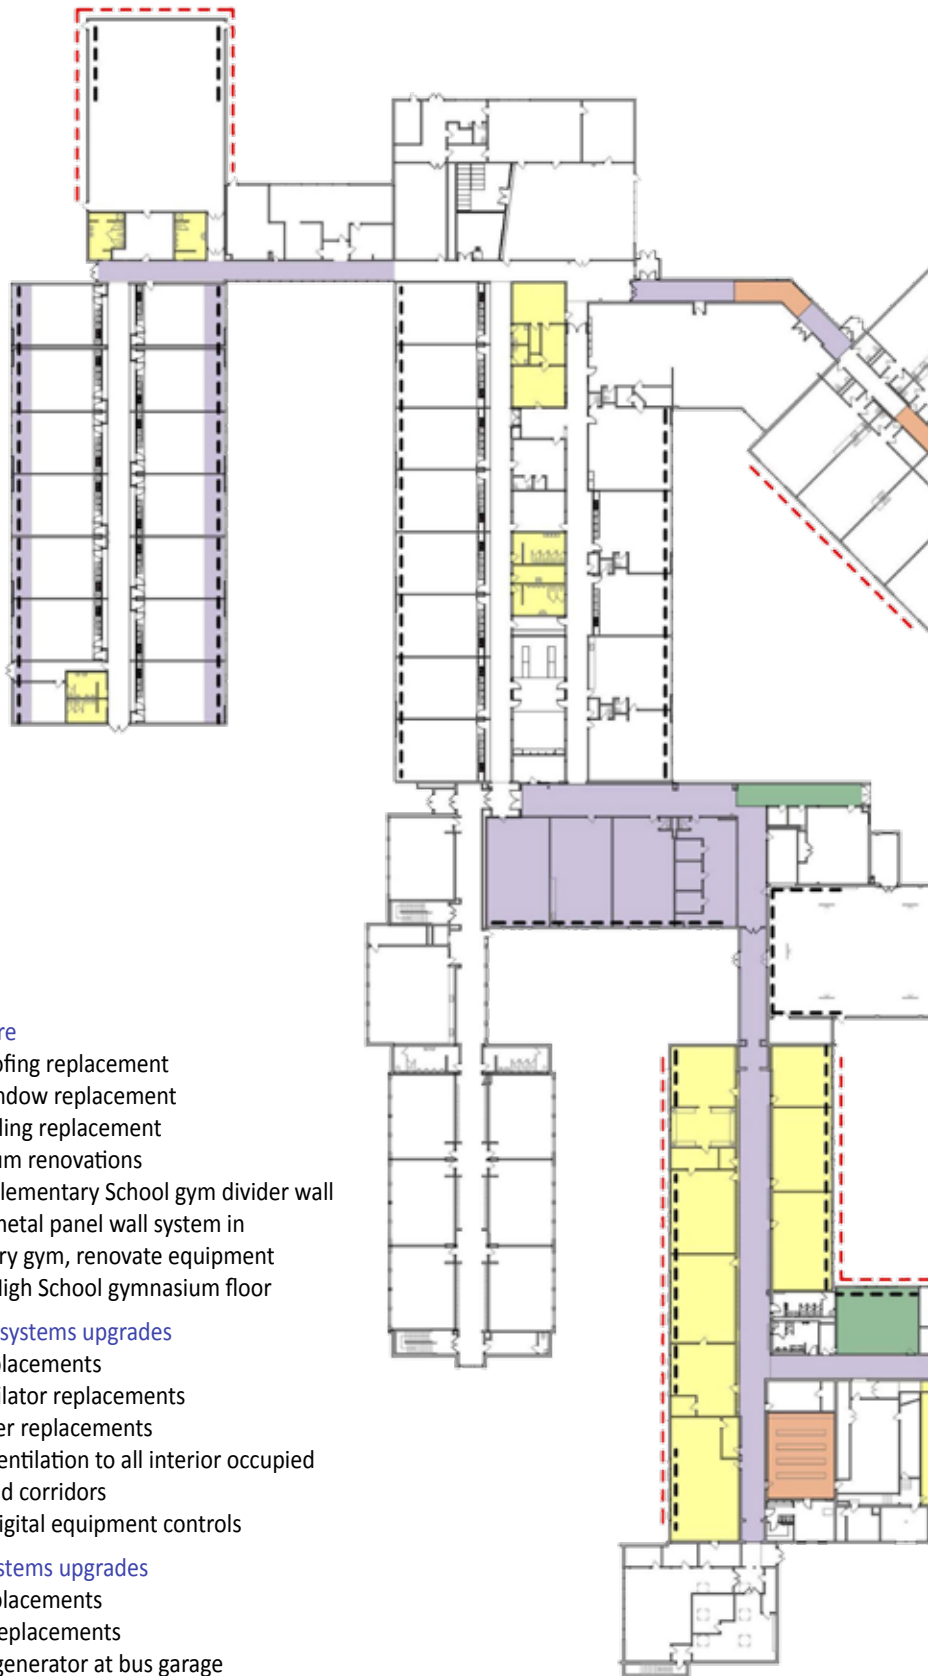 re
ofing replacement
ndow replacement
ling replacement
um renovations
lementary School gym divider wall
netal panel wall system in
ry gym, renovate equipment
High School gymnasium floor
systems upgrades
placements
ilator replacements
er replacements
entilation to all interior occupied
d corridors
igital equipment controls
stems upgrades
placements
eplacements
generator at bus garage